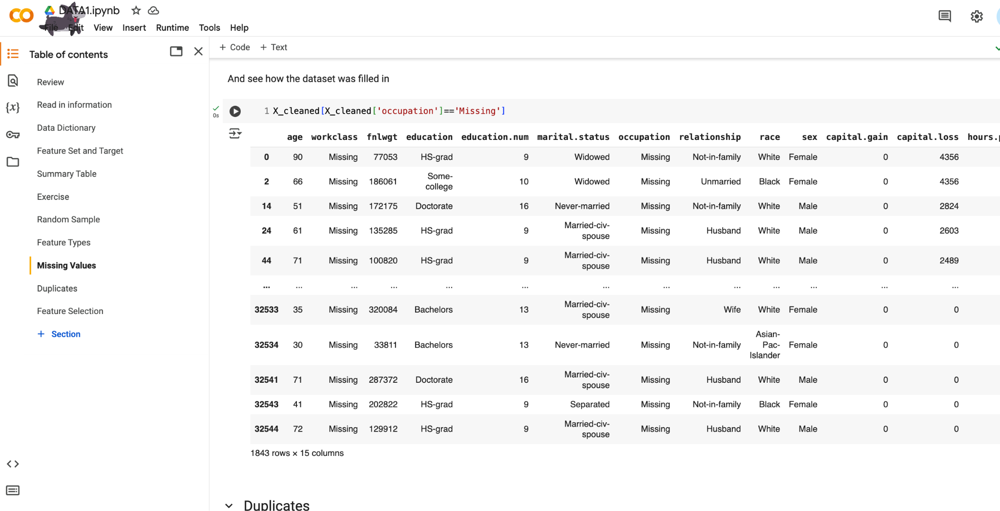 DATA1.ipynb
File Edit View Insert Runtime Tools Help
Table of contents
+ Code + Text
Review
Read in information
Data Dictionary
Feature Set and Target
Summary Table
Exercise
Random Sample
Feature Types
Missing Values
Duplicates
Feature Selection
+ Section
{x}
And see how the dataset was filled in
0s
1 X_cleaned[X_cleaned['occupation']=='Missing']
age workclass fnlwgt education education.num marital.status occupation relationship race sex capital.gain capital.loss hours.
0 90 Missing 77053 HS-grad 9 Widowed Missing Not-in-family White Female 0 4356
2 66 Missing 186061 Some-college 10 Widowed Missing Unmarried Black Female 0 4356
14 51 Missing 172175 Doctorate 16 Never-married Missing Not-in-family White Male 0 2824
24 61 Missing 135285 HS-grad 9 Married-civ-spouse Missing Husband White Male 0 2603
44 71 Missing 100820 HS-grad 9 Married-civ-spouse Missing Husband White Male 0 2489
... ... ... ... ... ... ... ... ... ... ... ... ...
32533 35 Missing 320084 Bachelors 13 Married-civ-spouse Missing Wife White Female 0 0
32534 30 Missing 33811 Bachelors 13 Never-married Missing Not-in-family Asian-Pac-Islander Female 0 0
32541 71 Missing 287372 Doctorate 16 Married-civ-spouse Missing Husband White Male 0 0
32543 41 Missing 202822 HS-grad 9 Separated Missing Not-in-family Black Female 0 0
32544 72 Missing 129912 HS-grad 9 Married-civ-spouse Missing Husband White Male 0 0
1843 rows × 15 columns
Duplicates